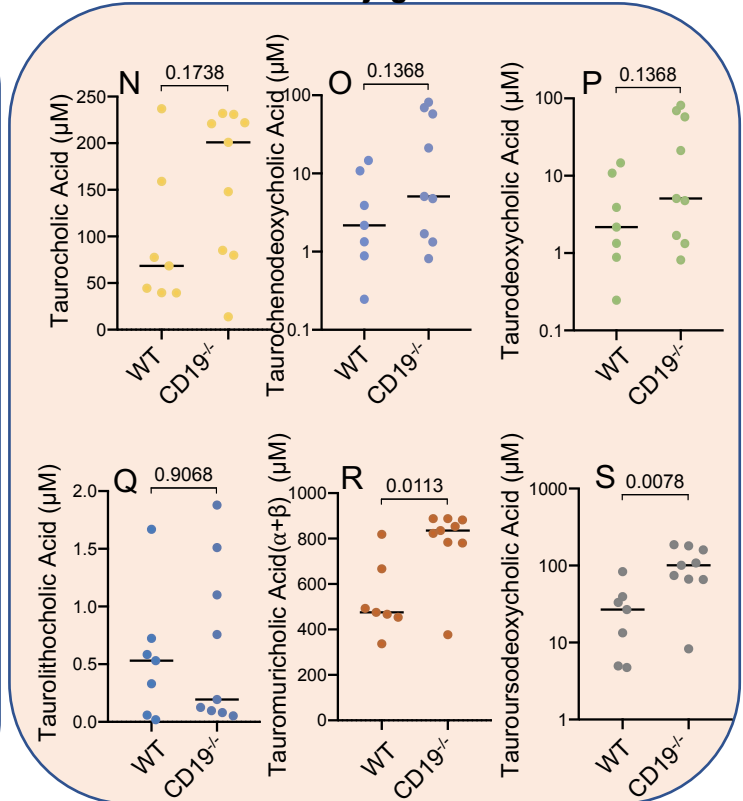 N
0.1738
Taurocholic Acid (μM)
250
200
150
100
50
0
WT
CD19-/-
O
0.1368
Taurochenodeoxycholic Acid (μM)
100
10
1
0.1
WT
CD19-/-
P
0.1368
Taurodeoxycholic Acid (μM)
100
10
1
0.1
WT
CD19-/-
Q
0.9068
Taurolithocholic Acid (μM)
2.0
1.5
1.0
0.5
0.0
WT
CD19-/-
R
0.0113
Tauromuricholic Acid(α+β) (μM)
1000
800
600
400
200
0
WT
CD19-/-
S
0.0078
Tauroursodeoxycholic Acid (μM)
1000
100
10
1
WT
CD19-/-